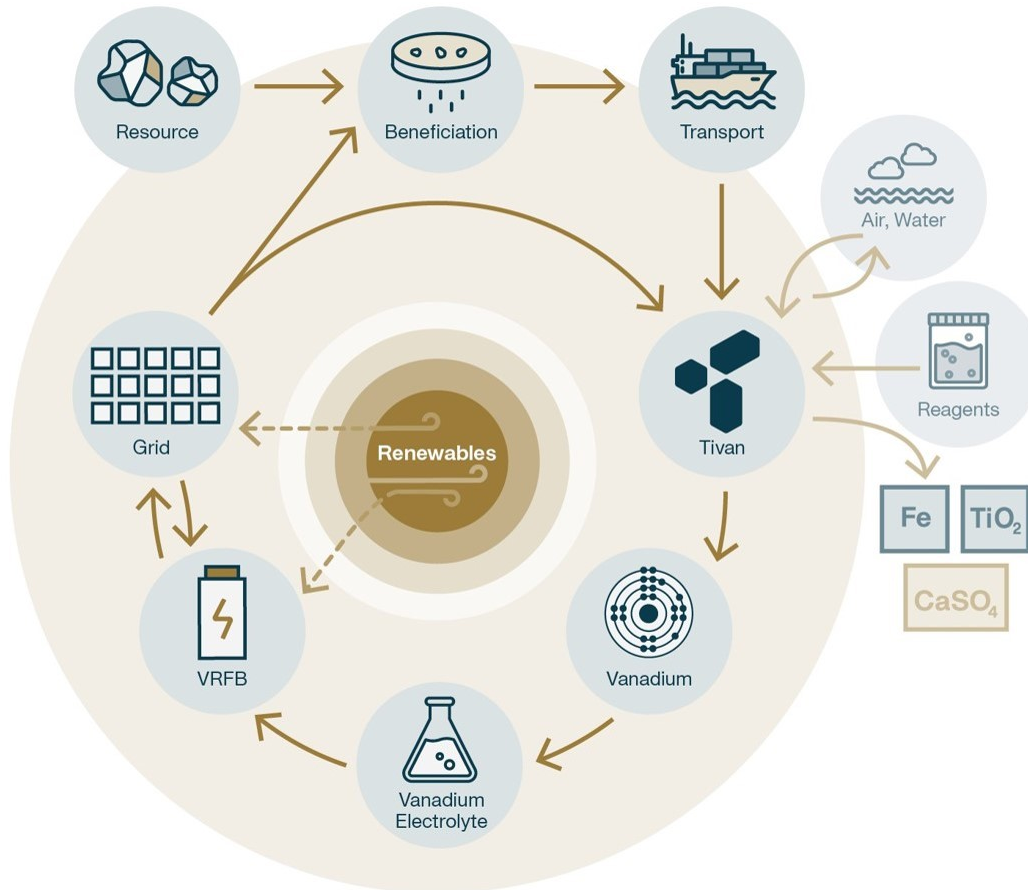 Resource
Beneficiation
Transport
Air, Water
Reagents
Grid
Renewables
Tivan
Fe
TiO₂
CaSO₄
VRFB
Vanadium
Vanadium
Electrolyte